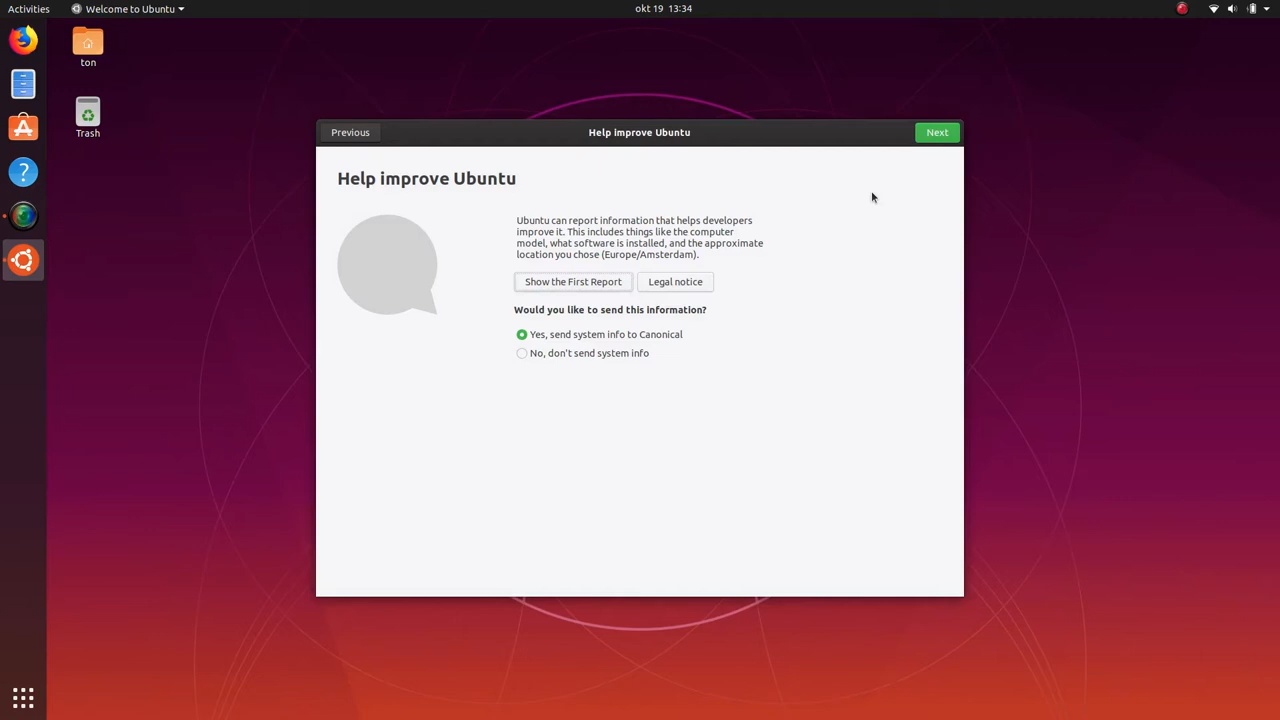 Activities
Welcome to Ubuntu
okt 19 13:34
ton
Trash
Previous
Help improve Ubuntu
Next
Help improve Ubuntu
Ubuntu can report information that helps developers
improve it. This includes things like the computer
model, what software is installed, and the approximate
location you chose (Europe/Amsterdam).
Show the First Report
Legal notice
Would you like to send this information?
Yes, send system info to Canonical
No, don't send system info